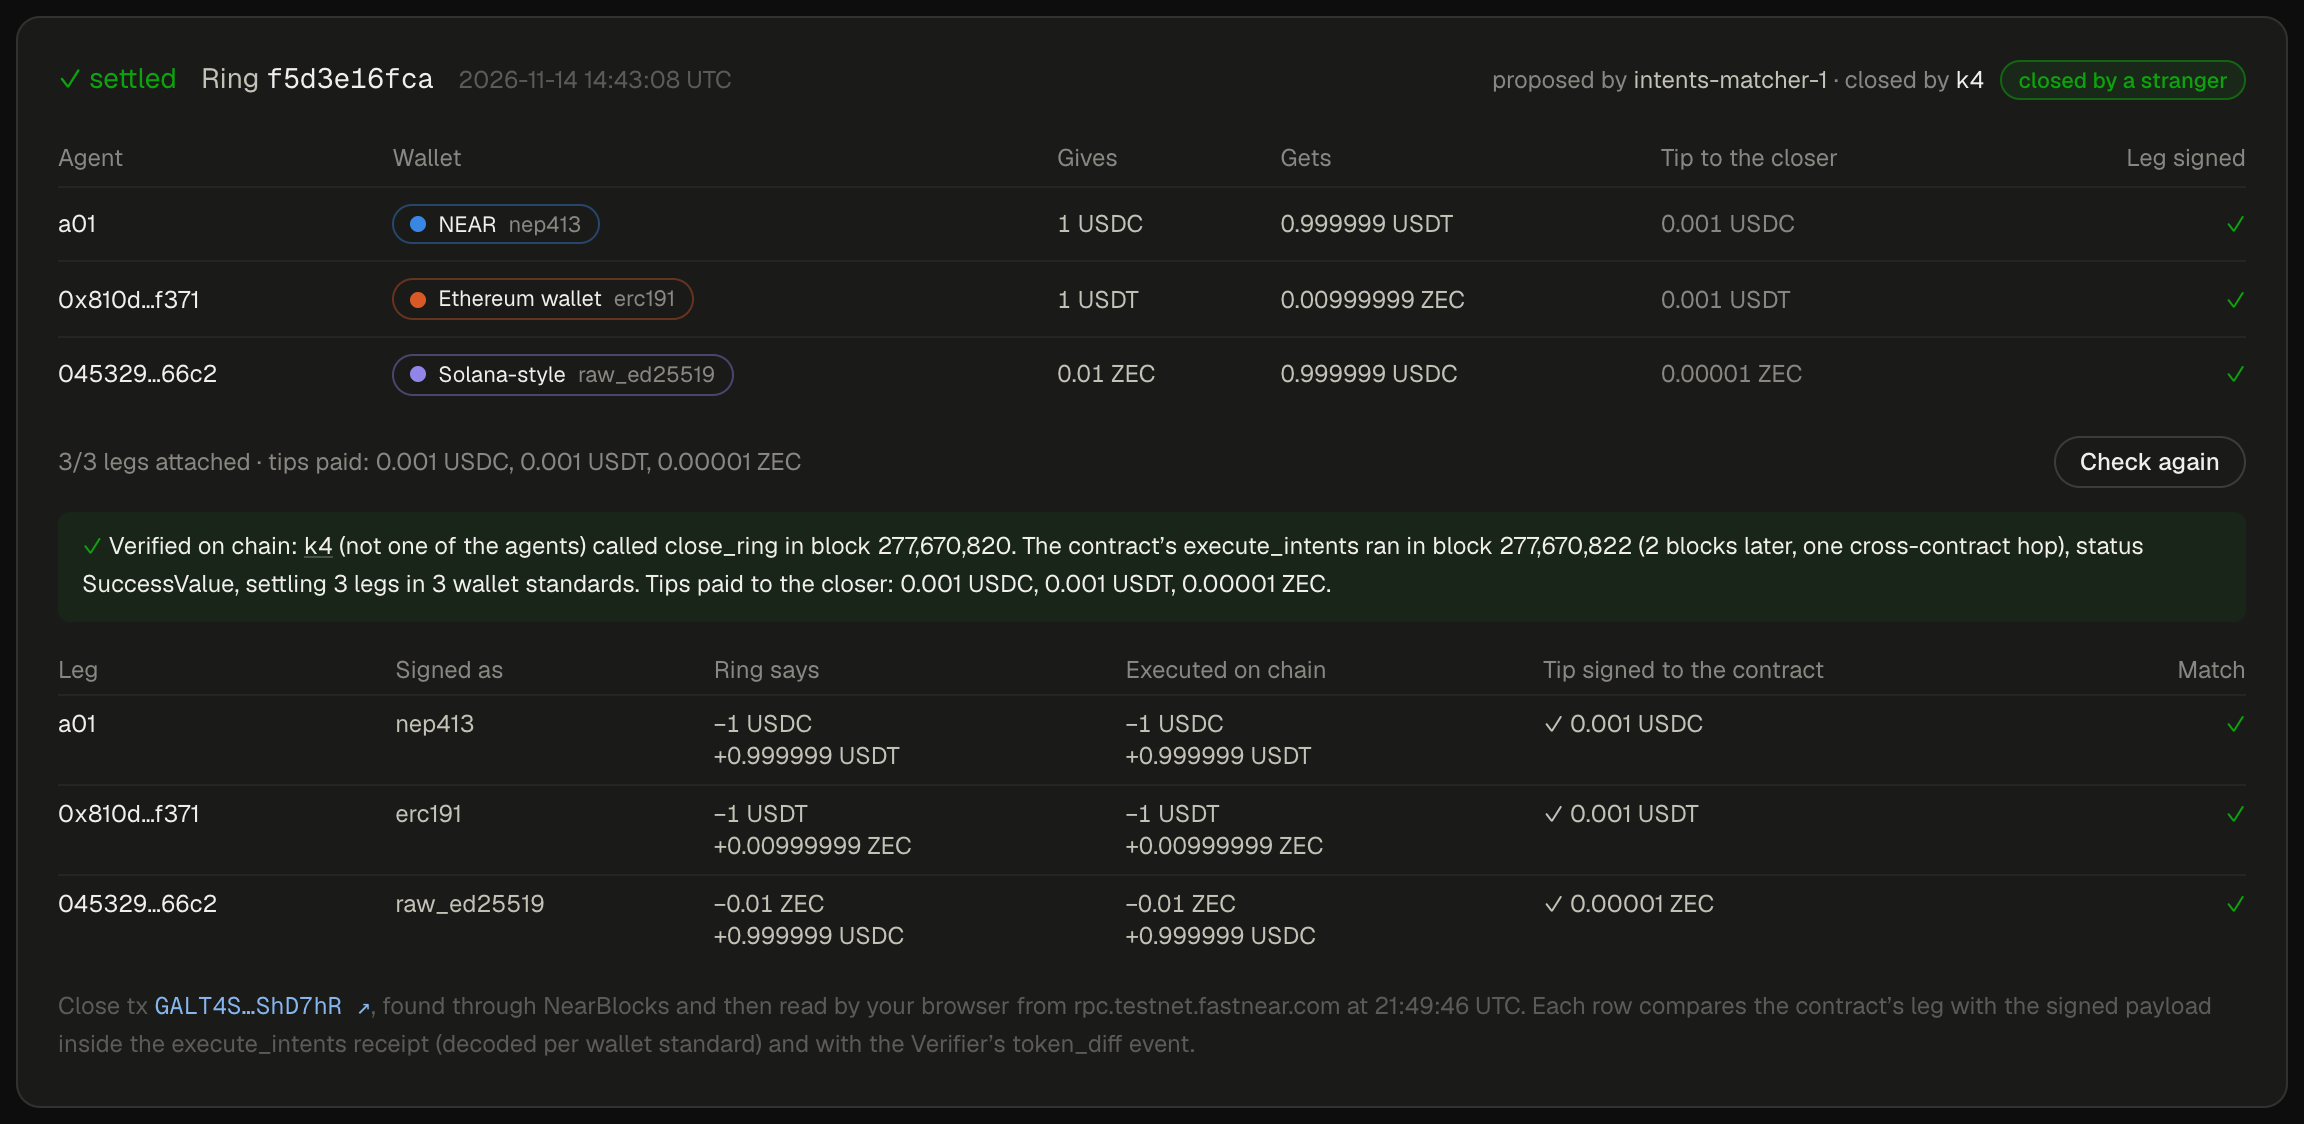 ✓ settled Ring f5d3e16fca 2026-11-14 14:43:08 UTC proposed by intents-matcher-1 · closed by k4 closed by a stranger
Agent Wallet Gives Gets Tip to the closer Leg signed
a01 NEAR nep413 1 USDC 0.999999 USDT 0.001 USDC ✓
0x810d…f371 Ethereum wallet erc191 1 USDT 0.00999999 ZEC 0.001 USDT ✓
045329…66c2 Solana-style raw_ed25519 0.01 ZEC 0.999999 USDC 0.00001 ZEC ✓
3/3 legs attached · tips paid: 0.001 USDC, 0.001 USDT, 0.00001 ZEC Check again
✓ Verified on chain: k4 (not one of the agents) called close_ring in block 277,670,820. The contract’s execute_intents ran in block 277,670,822 (2 blocks later, one cross-contract hop), status
SuccessValue, settling 3 legs in 3 wallet standards. Tips paid to the closer: 0.001 USDC, 0.001 USDT, 0.00001 ZEC.
Leg Signed as Ring says Executed on chain Tip signed to the contract Match
a01 nep413 −1 USDC −1 USDC ✓ 0.001 USDC ✓
+0.999999 USDT +0.999999 USDT
0x810d…f371 erc191 −1 USDT −1 USDT ✓ 0.001 USDT ✓
+0.00999999 ZEC +0.00999999 ZEC
045329…66c2 raw_ed25519 −0.01 ZEC −0.01 ZEC ✓ 0.00001 ZEC ✓
+0.999999 USDC +0.999999 USDC
Close tx GALT4S…ShD7hR ↗, found through NearBlocks and then read by your browser from rpc.testnet.fastnear.com at 21:49:46 UTC. Each row compares the contract’s leg with the signed payload
inside the execute_intents receipt (decoded per wallet standard) and with the Verifier’s token_diff event.